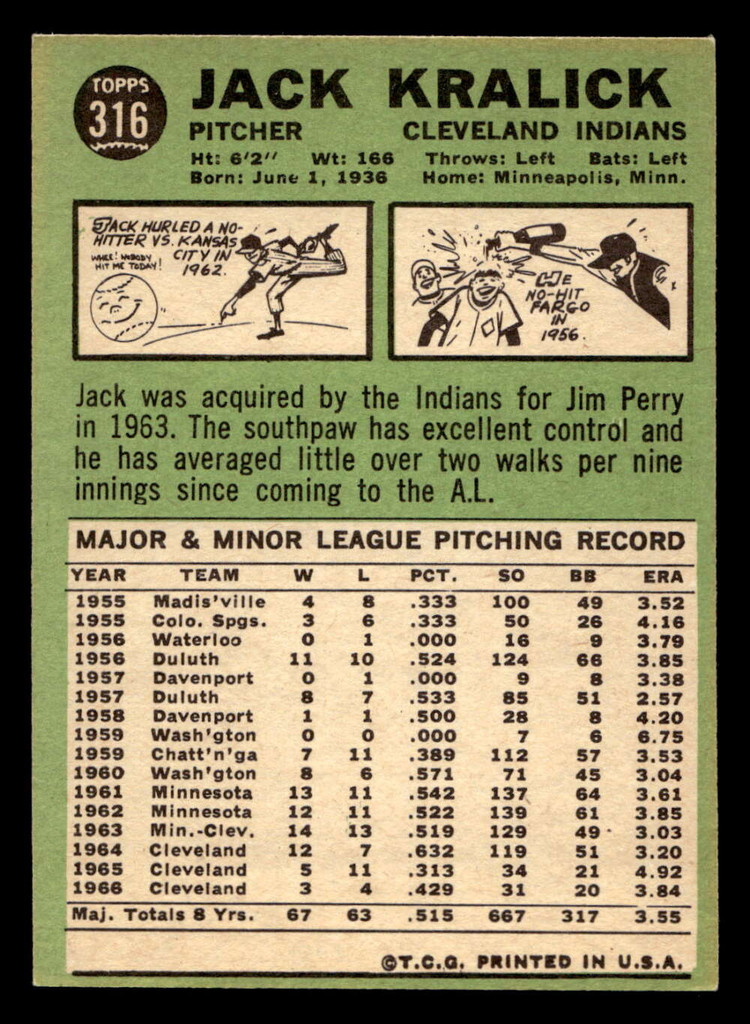 TOPPS
316
JACK KRALICK
PITCHER CLEVELAND INDIANS
Ht: 6'2" Wt: 166 Throws: Left Bats: Left
Born: June 1, 1936 Home: Minneapolis, Minn.
JACK HURLED A NO-
HITTER VS. KANSAS
CITY IN
1962.
WHEE! NOBODY
HIT ME TODAY!
HE
NO-HIT
FARGO
IN
1956.
C
Jack was acquired by the Indians for Jim Perry
in 1963. The southpaw has excellent control and
he has averaged little over two walks per nine
innings since coming to the A.L.
MAJOR & MINOR LEAGUE PITCHING RECORD
YEAR TEAM W L PCT. SO BB ERA
1955 Madis'ville 4 8 .333 100 49 3.52
1955 Colo. Spgs. 3 6 .333 50 26 4.16
1956 Waterloo 0 1 .000 16 9 3.79
1956 Duluth 11 10 .524 124 66 3.85
1957 Davenport 0 1 .000 9 8 3.38
1957 Duluth 8 7 .533 85 51 2.57
1958 Davenport 1 1 .500 28 8 4.20
1959 Wash'gton 0 0 .000 7 6 6.75
1959 Chatt'n'ga 7 11 .389 112 57 3.53
1960 Wash'gton 8 6 .571 71 45 3.04
1961 Minnesota 13 11 .542 137 64 3.61
1962 Minnesota 12 11 .522 139 61 3.85
1963 Min.-Clev. 14 13 .519 129 49 3.03
1964 Cleveland 12 7 .632 119 51 3.20
1965 Cleveland 5 11 .313 34 21 4.92
1966 Cleveland 3 4 .429 31 20 3.84
Maj. Totals 8 Yrs. 67 63 .515 667 317 3.55
©T.C.G. PRINTED IN U.S.A.